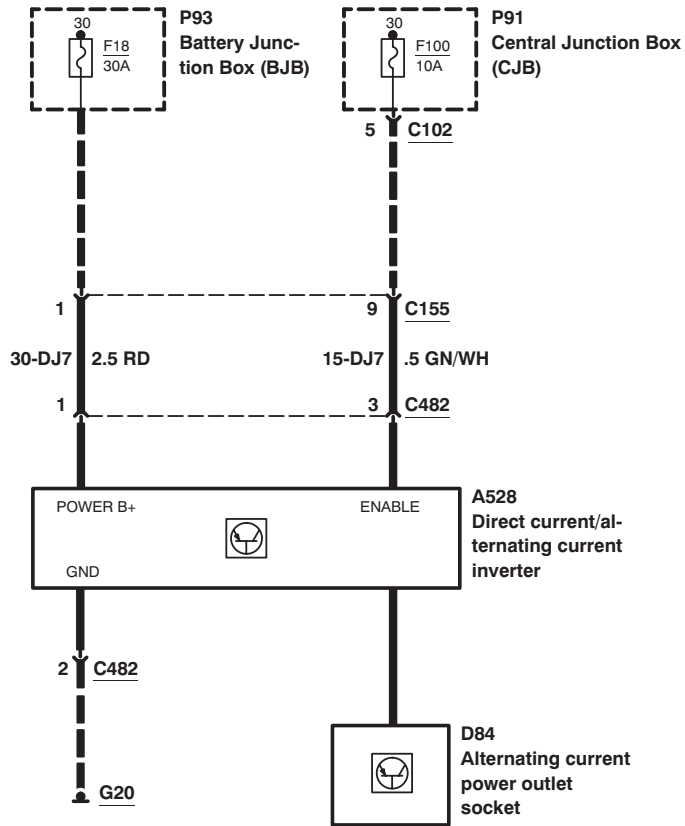 30
F18
30A
P93
Battery Junc-
tion Box (BJB)
30
F100
10A
P91
Central Junction Box
(CJB)
5 C102
1
9 C155
30-DJ7 2.5 RD
15-DJ7 .5 GN/WH
1
3 C482
POWER B+
ENABLE
GND
A528
Direct current/al-
ternating current
inverter
2 C482
G20
D84
Alternating current
power outlet
socket